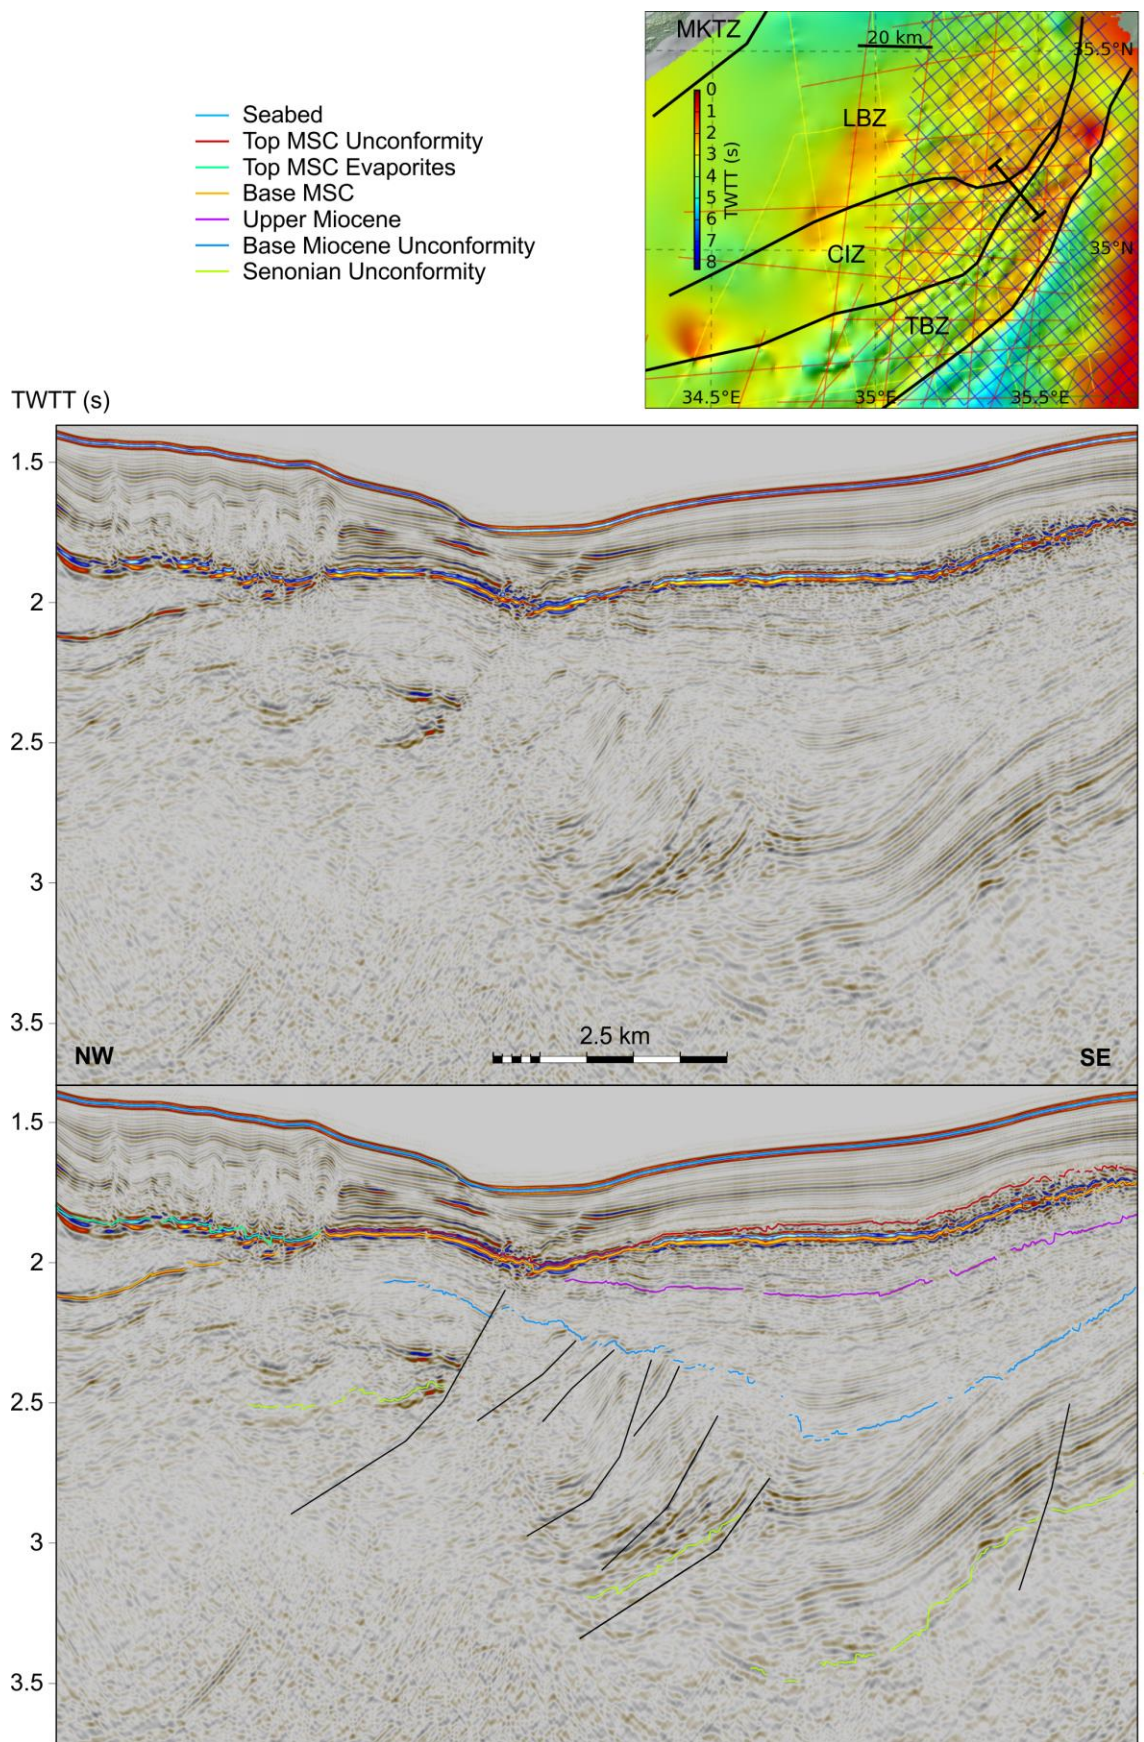 MKTZ
20 km
35.5°N
0
1
2
3
4
5
6
7
8
TWTT (s)
LBZ
CIZ
35°N
TBZ
34.5°E
35°E
35.5°E
Seabed
Top MSC Unconformity
Top MSC Evaporites
Base MSC
Upper Miocene
Base Miocene Unconformity
Senonian Unconformity
TWTT (s)
1.5
2
2.5
3
3.5
2.5 km
NW
SE
1.5
2
2.5
3
3.5